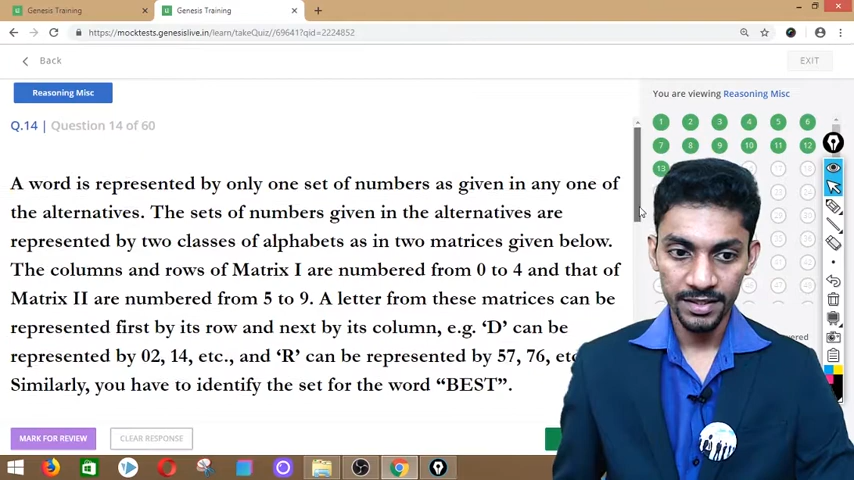 Genesis Training
Genesis Training
https://mocktests.genesislive.in/learn/takeQuiz//69641?qid=2224852
Back
EXIT
Reasoning Misc
You are viewing Reasoning Misc
Q.14 | Question 14 of 60
1 2 3 4 5 6
7 8 9 10 11 12
13
A word is represented by only one set of numbers as given in any one of
the alternatives. The sets of numbers given in the alternatives are
represented by two classes of alphabets as in two matrices given below.
The columns and rows of Matrix I are numbered from 0 to 4 and that of
Matrix II are numbered from 5 to 9. A letter from these matrices can be
represented first by its row and next by its column, e.g. ‘D’ can be
represented by 02, 14, etc., and ‘R’ can be represented by 57, 76, etc
Similarly, you have to identify the set for the word “BEST”.
MARK FOR REVIEW
CLEAR RESPONSE